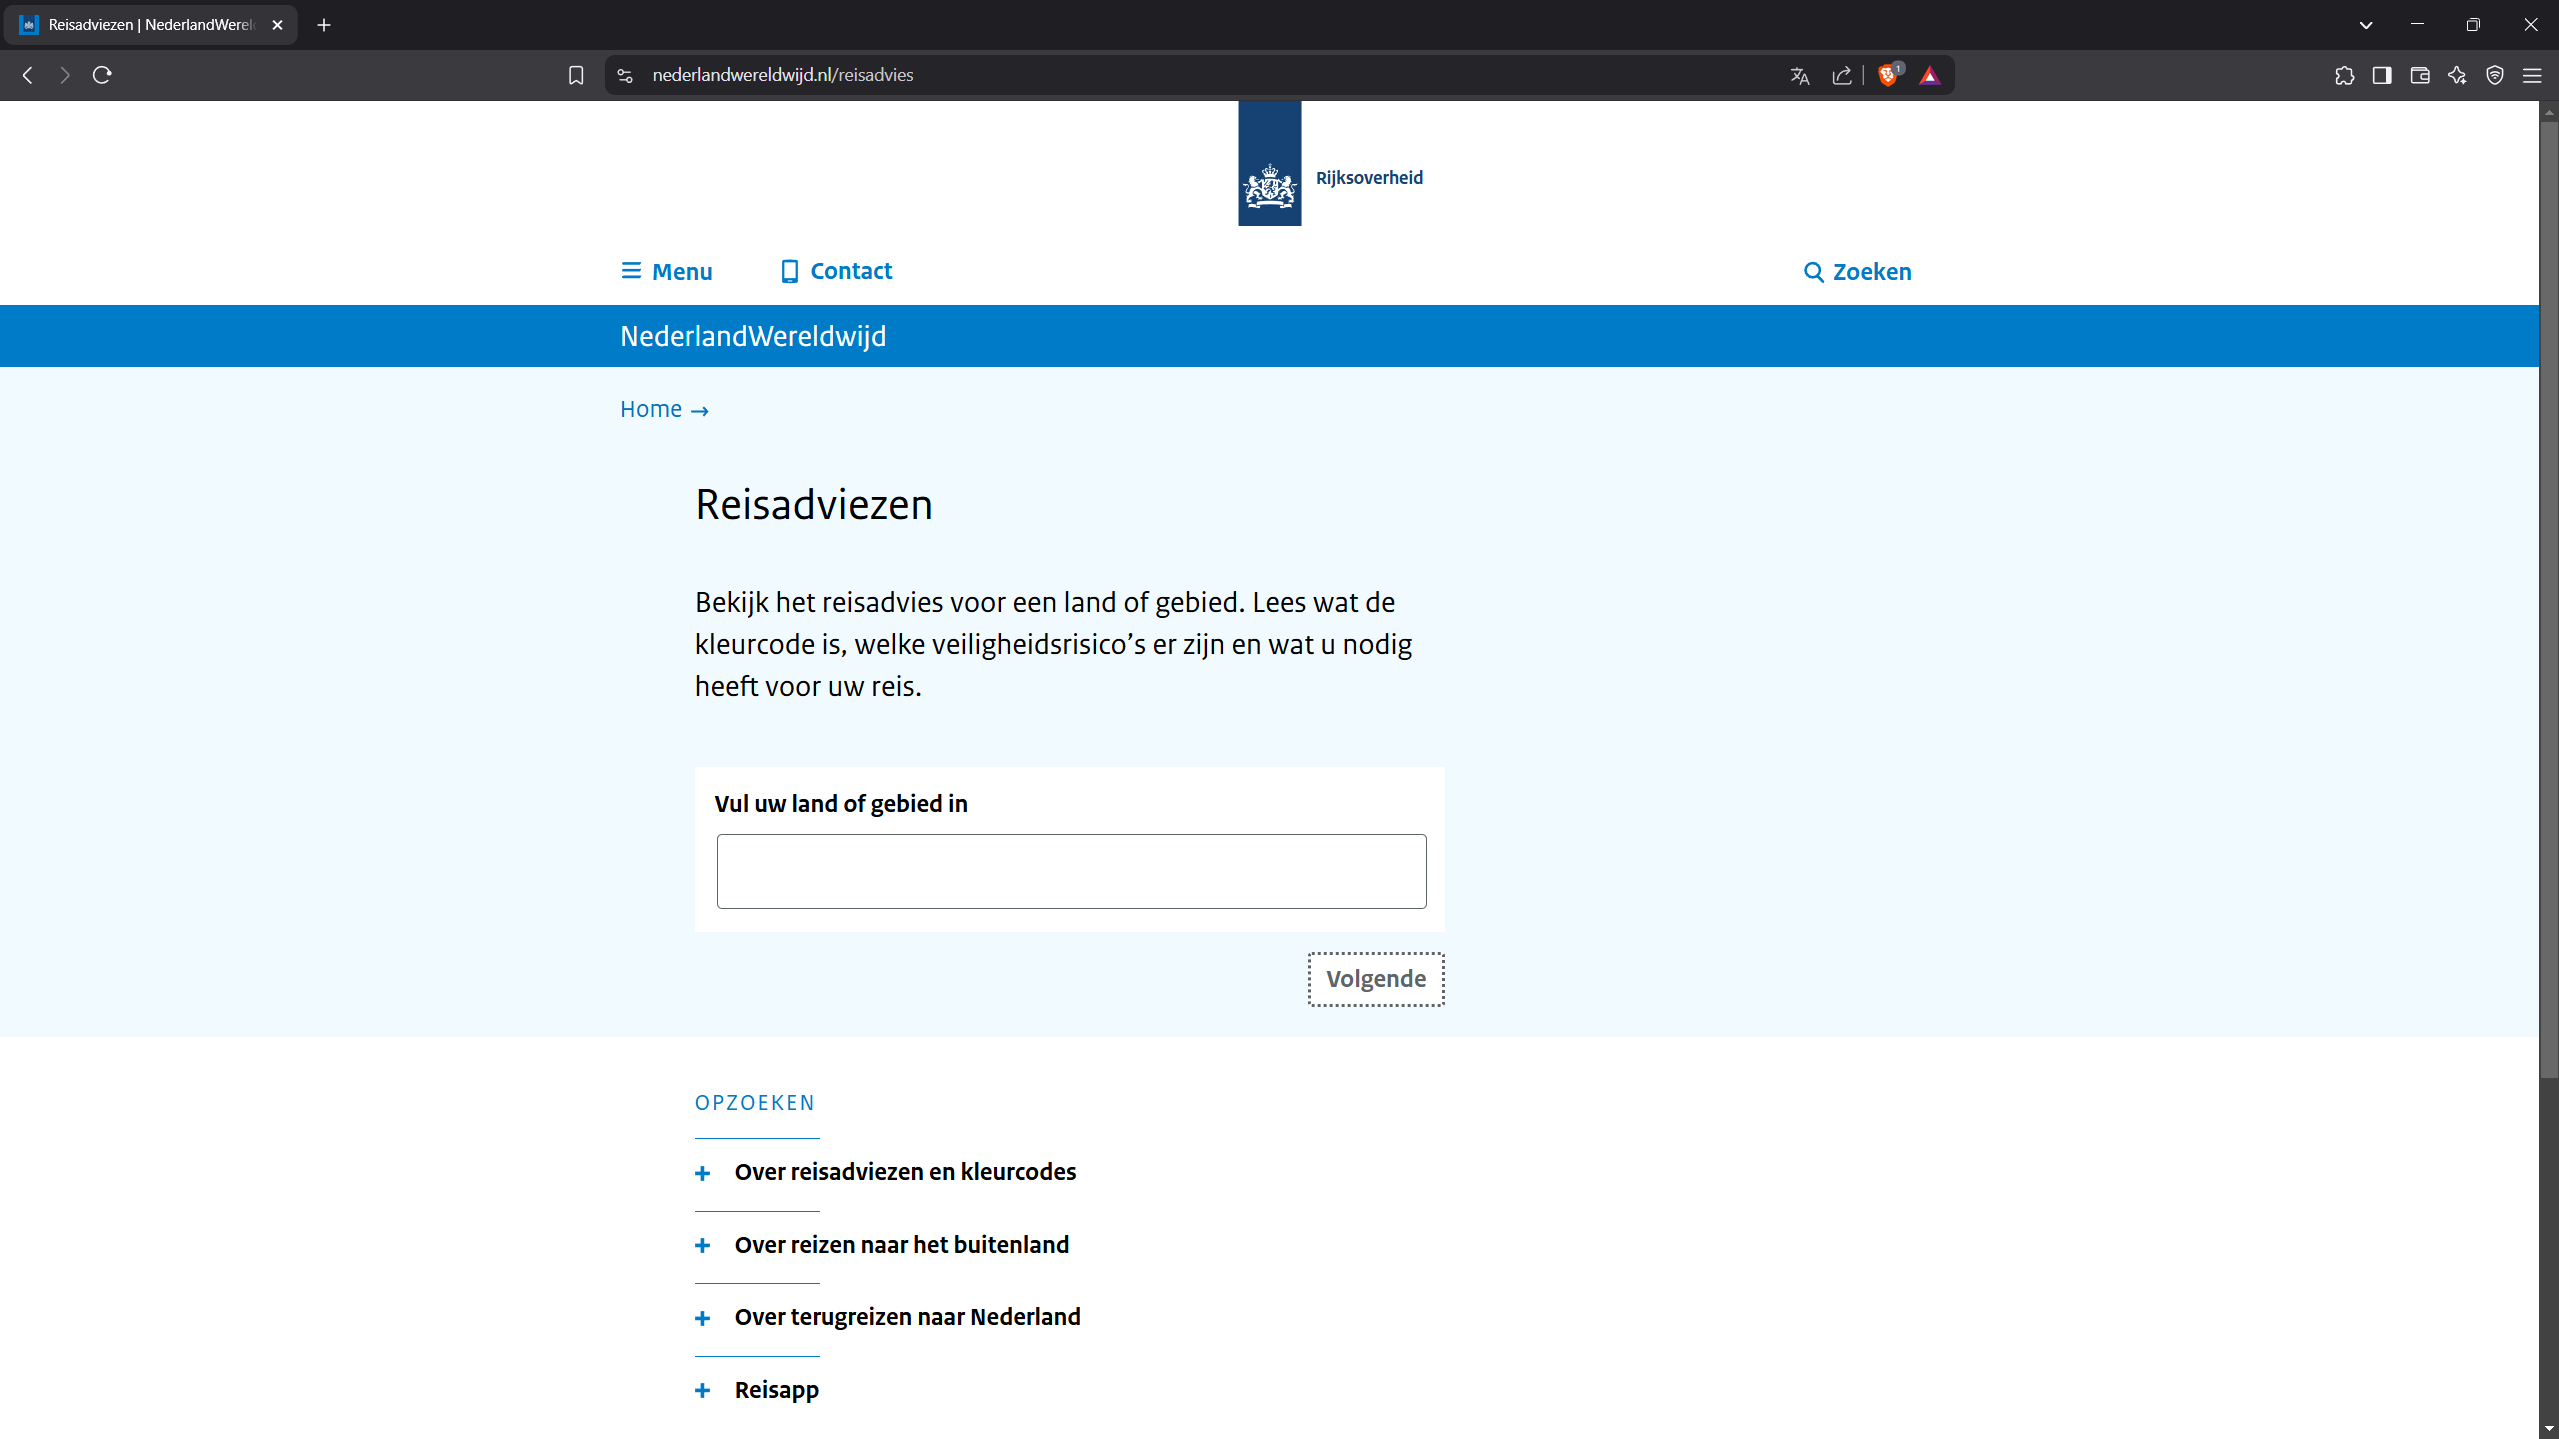 Reisadviezen | NederlandWerel
nederlandwereldwijd.nl/reisadvies
1
Rijksoverheid
Menu
Contact
Zoeken
NederlandWereldwijd
Home →
Reisadviezen
Bekijk het reisadvies voor een land of gebied. Lees wat de
kleurcode is, welke veiligheidsrisico’s er zijn en wat u nodig
heeft voor uw reis.
Vul uw land of gebied in
Volgende
OPZOEKEN
+ Over reisadviezen en kleurcodes
+ Over reizen naar het buitenland
+ Over terugreizen naar Nederland
+ Reisapp